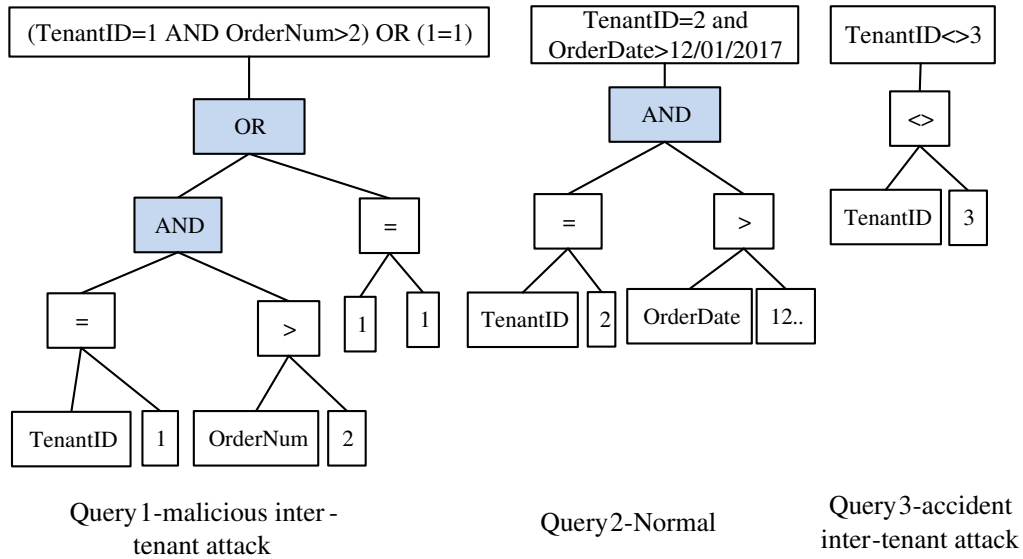 (TenantID=1 AND OrderNum>2) OR (1=1)
OR
AND
=
=
1
1
>
TenantID
1
OrderNum
2
Query1-malicious inter-
tenant attack
TenantID=2 and
OrderDate>12/01/2017
AND
=
>
TenantID
2
OrderDate
12..
Query2-Normal
TenantID<>3
<>
TenantID
3
Query3-accident
inter-tenant attack